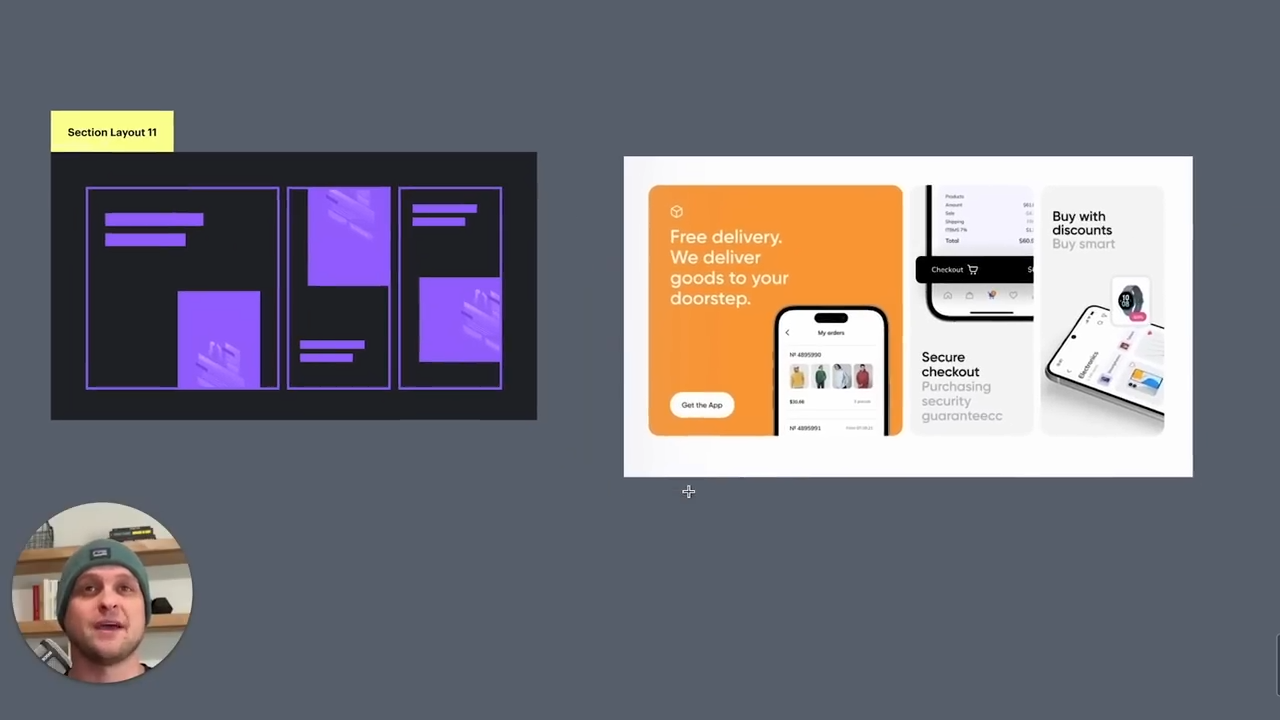 Section Layout 11
Free delivery.
We deliver
goods to your
doorstep.
Get the App
My orders
Nº 4895990
Nº 4895991
Products
Amount
Sale
Shipping
Total
Checkout
Secure
checkout
Purchasing
security
guaranteecc
Buy with
discounts
Buy smart
Electronics